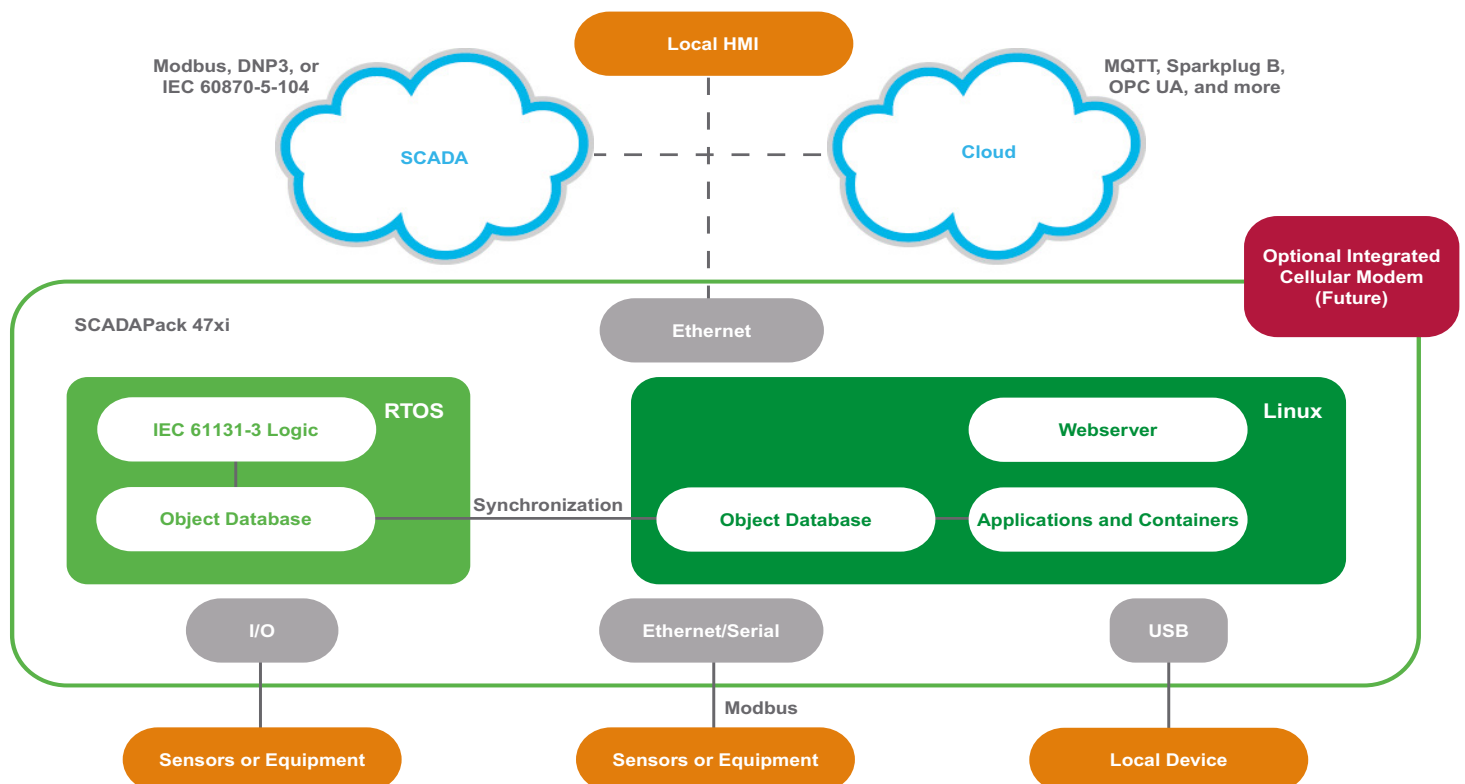 Local HMI
Modbus, DNP3, or
IEC 60870-5-104
MQTT, Sparkplug B,
OPC UA, and more
SCADA
Cloud
Optional Integrated
Cellular Modem
(Future)
SCADAPack 47xi
Ethernet
RTOS
Linux
IEC 61131-3 Logic
Webserver
Synchronization
Object Database
Object Database
Applications and Containers
I/O
Ethernet/Serial
USB
Modbus
Sensors or Equipment
Sensors or Equipment
Local Device